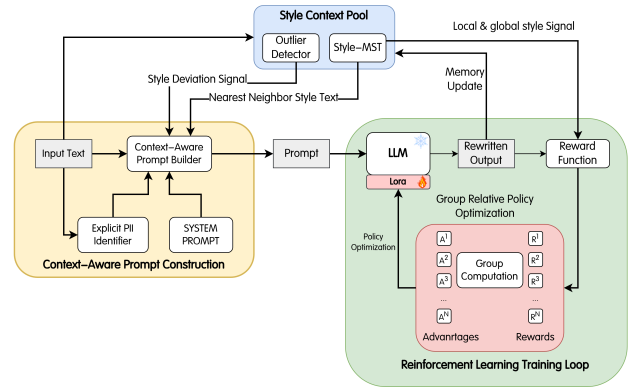 Style Context Pool
Outlier
Detector
Style–MST
Local & global style Signal
Style Deviation Signal
Nearest Neighbor Style Text
Memory
Update
Input Text
Context–Aware
Prompt Builder
Explicit PII
Identifier
SYSTEM
PROMPT
Context–Aware Prompt Construction
Prompt
LLM
Lora
Rewritten
Output
Reward
Function
Group Relative Policy
Optimization
Policy
Optimization
A1
A2
A3
...
AN
Group
Computation
R1
R2
R3
...
RN
Advanrtages
Rewards
Reinforcement Learning Training Loop